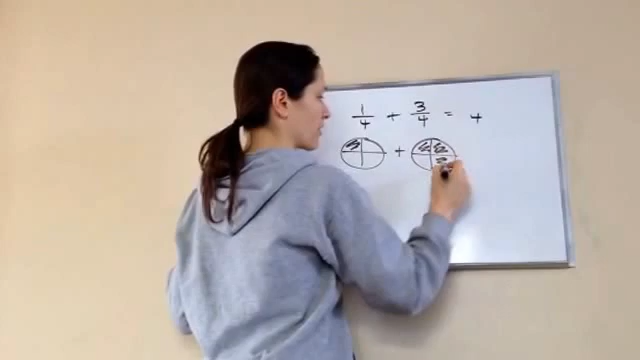 1/4 + 3/4 = 4
+